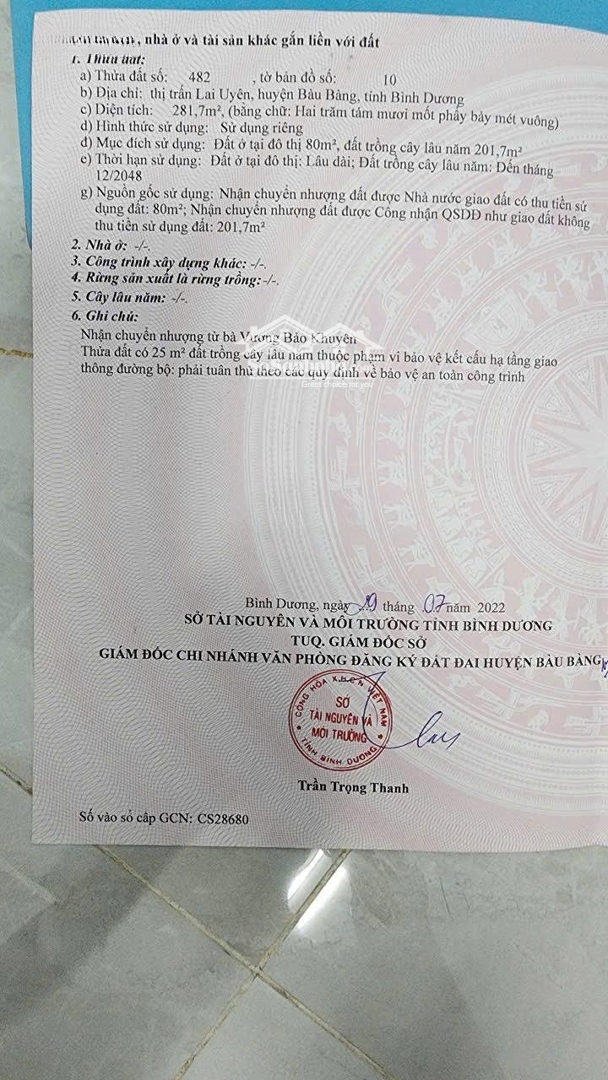 , nhà ở và tài sản khác gắn liền với đất
1. Thửa đất:
a) Thửa đất số: 482 , tờ bản đồ số: 10
b) Địa chỉ: thị trấn Lai Uyên, huyện Bàu Bàng, tỉnh Bình Dương
c) Diện tích: 281,7m², (bằng chữ: Hai trăm tám mươi mốt phẩy bảy mét vuông)
d) Hình thức sử dụng: Sử dụng riêng
đ) Mục đích sử dụng: Đất ở tại đô thị 80m², đất trồng cây lâu năm 201,7m²
e) Thời hạn sử dụng: Đất ở tại đô thị: Lâu dài; Đất trồng cây lâu năm: Đến tháng
12/2048
g) Nguồn gốc sử dụng: Nhận chuyển nhượng đất được Nhà nước giao đất có thu tiền sử
dụng đất: 80m²; Nhận chuyển nhượng đất được Công nhận QSDĐ như giao đất không
thu tiền sử dụng đất: 201,7m²
2. Nhà ở: -/-.
3. Công trình xây dựng khác: -/-.
4. Rừng sản xuất là rừng trồng: -/-.
5. Cây lâu năm: -/-.
6. Ghi chú:
Nhận chuyển nhượng từ bà Vương Bảo Khuyên
Thửa đất có 25 m² đất trồng cây lâu năm thuộc phạm vi bảo vệ kết cấu hạ tầng giao
thông đường bộ: phải tuân thủ theo các quy định về bảo vệ an toàn công trình
Bình Dương, ngày 19 tháng 07 năm 2022
SỞ TÀI NGUYÊN VÀ MÔI TRƯỜNG TỈNH BÌNH DƯƠNG
TUQ. GIÁM ĐỐC SỞ
GIÁM ĐỐC CHI NHÁNH VĂN PHÒNG ĐĂNG KÝ ĐẤT ĐAI HUYỆN BÀU BÀNG
CỘNG HÒA X.H.C.N VIỆT NAM
SỞ
TÀI NGUYÊN VÀ
MÔI TRƯỜNG
TỈNH BÌNH DƯƠNG
Trần Trọng Thanh
Số vào sổ cấp GCN: CS28680